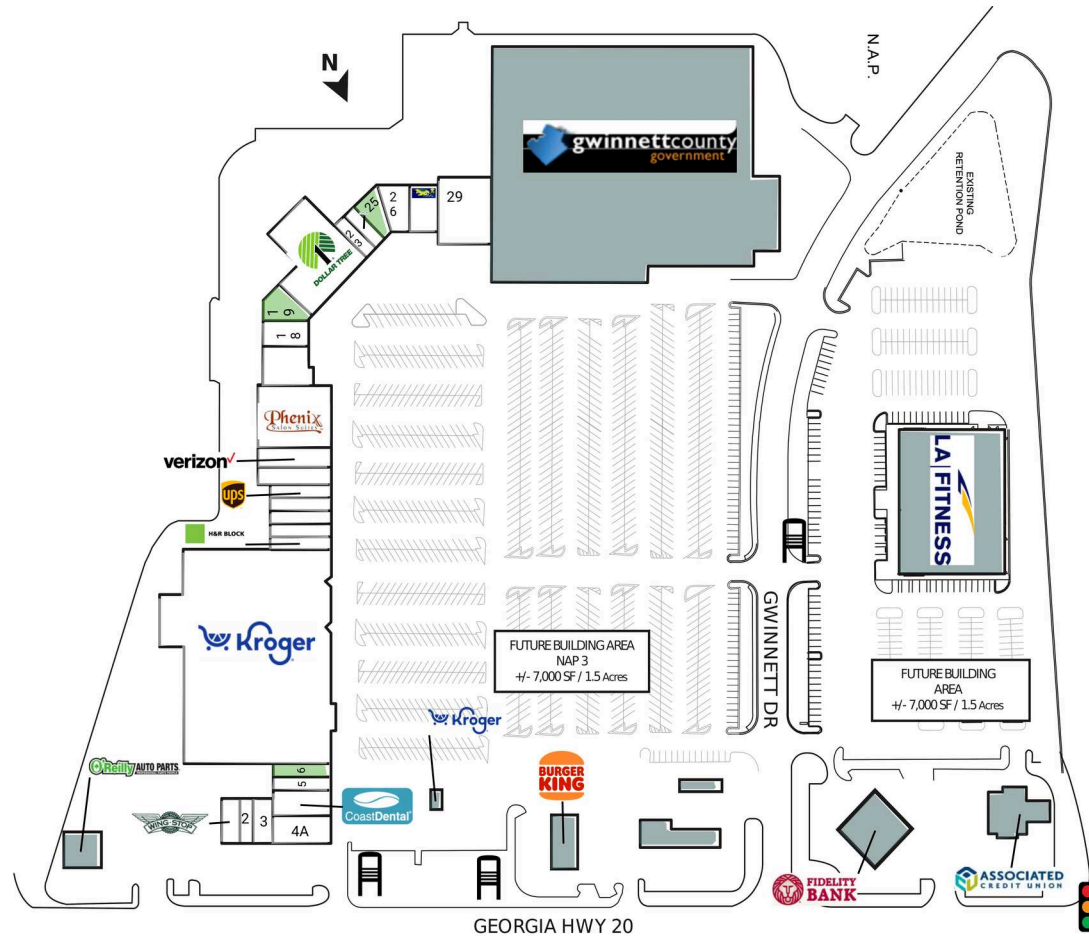 N
N.A.P.
gwinnettcounty
government
EXISTING
RETENTION POND
29
2
6
25
1
2
3
DOLLAR TREE
1
9
1
8
Phenix
Salon Suites
verizon
ups
H&R BLOCK
LA FITNESS
Kroger
GWINNETT DR
FUTURE BUILDING AREA
NAP 3
+/- 7,000 SF / 1.5 Acres
FUTURE BUILDING
AREA
+/- 7,000 SF / 1.5 Acres
Kroger
O'Reilly AUTO PARTS
6
5
BURGER
KING
WING·STOP
2
3
4A
CoastDental
FIDELITY
BANK
ASSOCIATED
CREDIT UNION
GEORGIA HWY 20